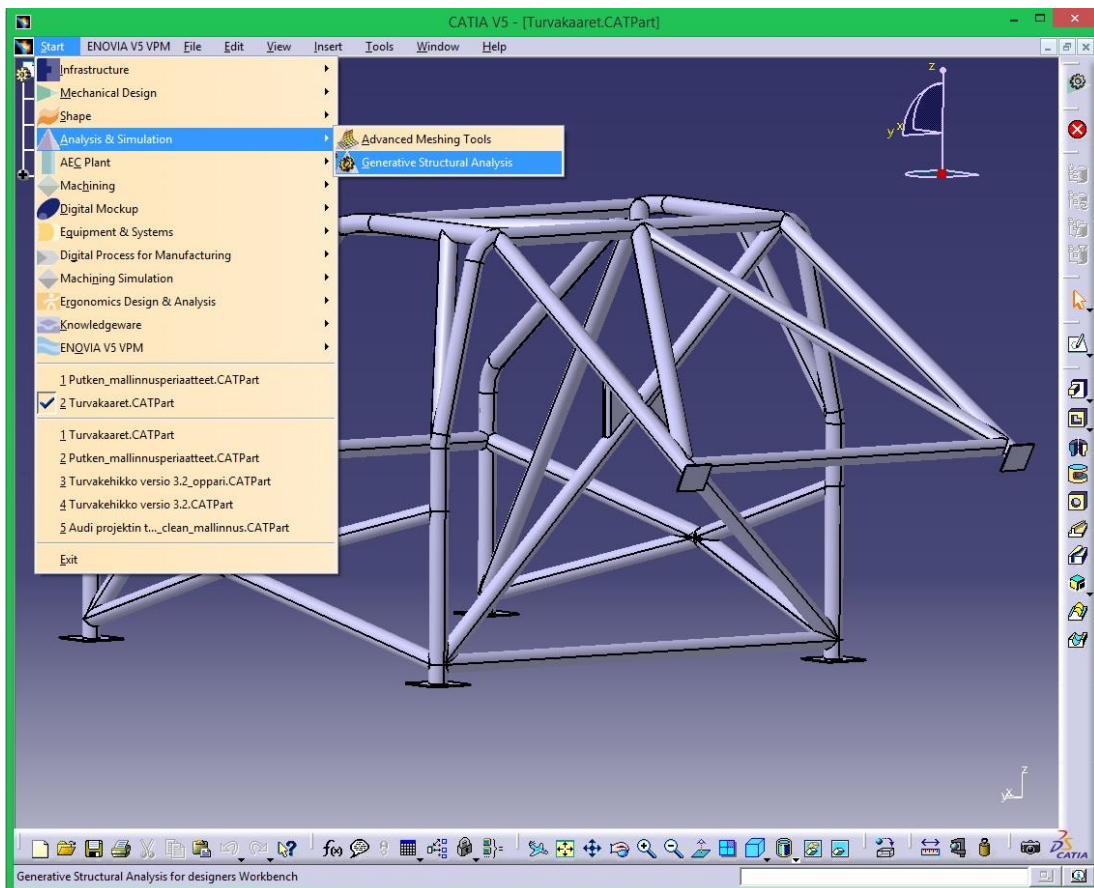 CATIA V5 - [Turvakaaret.CATPart]
Start ENOVIA V5 VPM File Edit View Insert Tools Window Help
Infrastructure
Mechanical Design
Shape
Analysis & Simulation
Advanced Meshing Tools
AEC Plant
Generative Structural Analysis
Machining
Digital Mockup
Equipment & Systems
Digital Process for Manufacturing
Machining Simulation
Ergonomics Design & Analysis
Knowledgeware
ENOVIA V5 VPM
1 Putken_mallinnusperiaatteet.CATPart
2 Turvakaaret.CATPart
1 Turvakaaret.CATPart
2 Putken_mallinnusperiaatteet.CATPart
3 Turvakehikko versio 3.2_oppari.CATPart
4 Turvakehikko versio 3.2.CATPart
5 Audi projektin t..._clean_mallinnus.CATPart
Exit
z
y x
z
y x
f(x)
CATIA
Generative Structural Analysis for designers Workbench